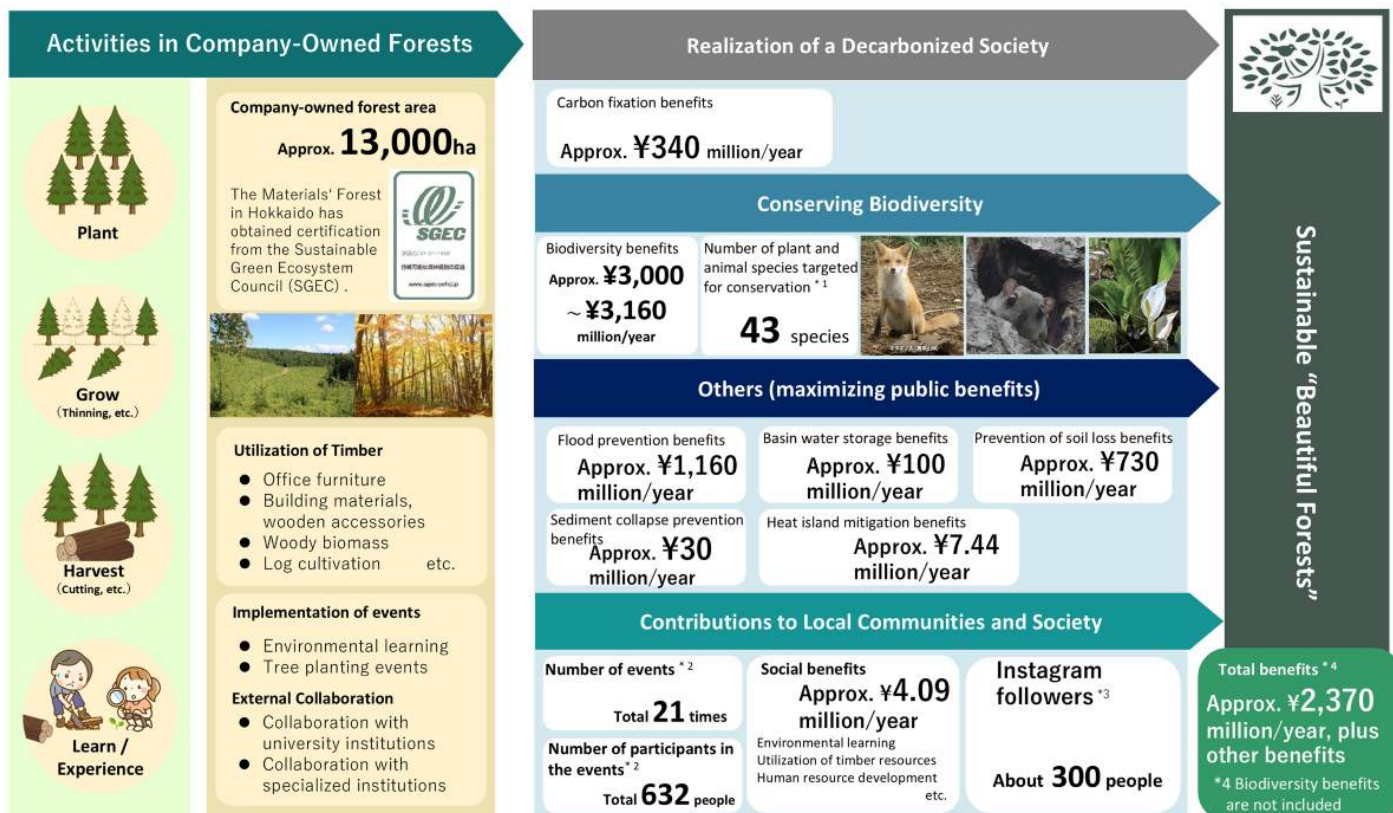 Activities in Company-Owned Forests
Plant
Grow
(Thinning, etc.)
Harvest
(Cutting, etc.)
Learn /
Experience
Company-owned forest area
Approx. 13,000ha
The Materials' Forest
in Hokkaido has
obtained certification
from the Sustainable
Green Ecosystem
Council (SGEC) .
SGEC
Utilization of Timber
● Office furniture
● Building materials,
wooden accessories
● Woody biomass
● Log cultivation etc.
Implementation of events
● Environmental learning
● Tree planting events
External Collaboration
● Collaboration with
university institutions
● Collaboration with
specialized institutions
Realization of a Decarbonized Society
Carbon fixation benefits
Approx. ¥340 million/year
Conserving Biodiversity
Biodiversity benefits
Approx. ¥3,000
~ ¥3,160
million/year
Number of plant and
animal species targeted
for conservation *1
43 species
Others (maximizing public benefits)
Flood prevention benefits
Approx. ¥1,160
million/year
Basin water storage benefits
Approx. ¥100
million/year
Prevention of soil loss benefits
Approx. ¥730
million/year
Sediment collapse prevention
benefits
Approx. ¥30
million/year
Heat island mitigation benefits
Approx. ¥7.44
million/year
Contributions to Local Communities and Society
Number of events *2
Total 21 times
Number of participants in
the events*2
Total 632 people
Social benefits
Approx. ¥4.09
million/year
Environmental learning
Utilization of timber resources
Human resource development
etc.
Instagram
followers *3
About 300 people
Sustainable "Beautiful Forests"
Total benefits *4
Approx. ¥2,370
million/year, plus
other benefits
*4 Biodiversity benefits
are not included